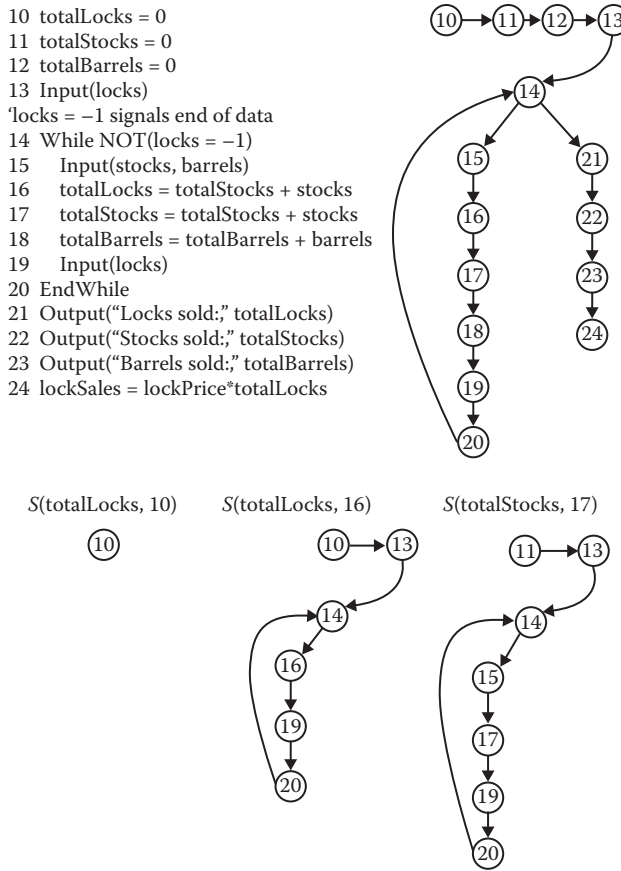 10 totalLocks = 0
11 totalStocks = 0
12 totalBarrels = 0
13 Input(locks)
‘locks = −1 signals end of data
14 While NOT(locks = −1)
15 Input(stocks, barrels)
16 totalLocks = totalStocks + stocks
17 totalStocks = totalStocks + stocks
18 totalBarrels = totalBarrels + barrels
19 Input(locks)
20 EndWhile
21 Output(“Locks sold:,” totalLocks)
22 Output(“Stocks sold:,” totalStocks)
23 Output(“Barrels sold:,” totalBarrels)
24 lockSales = lockPrice*totalLocks
10 11 12 13
14
15 21
16 22
17 23
18 24
19
20
S(totalLocks, 10) S(totalLocks, 16) S(totalStocks, 17)
10 10 13 11 13
14 14
16 15
19 17
20 19
20